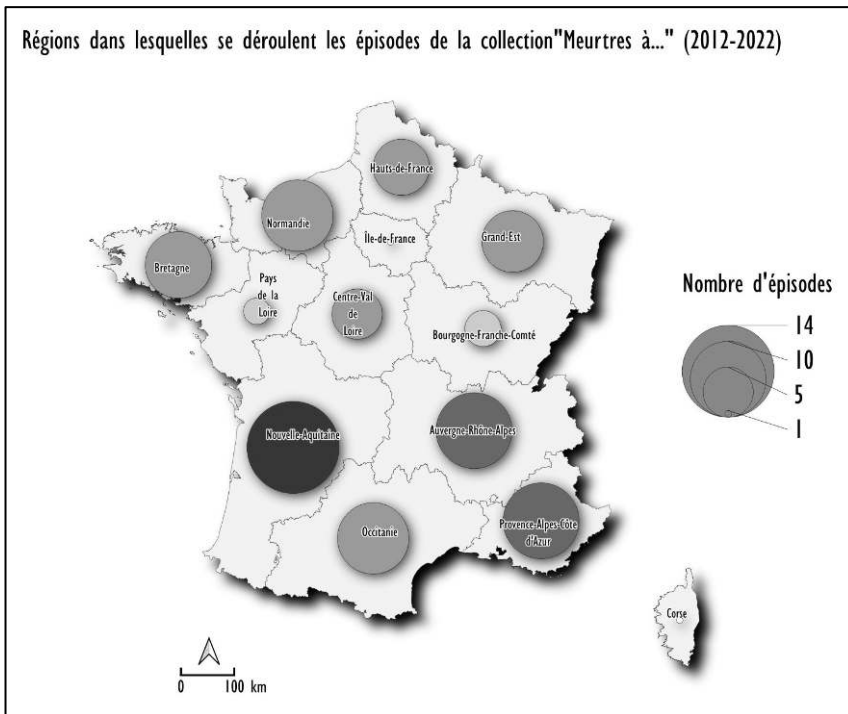 Régions dans lesquelles se déroulent les épisodes de la collection"Meurtres à..." (2012-2022)
Hauts-de-France
Normandie
Île-de-France
Grand-Est
Bretagne
Pays
de la
Loire
Centre-Val
de
Loire
Bourgogne-Franche-Comté
Nombre d'épisodes
14
10
5
1
Nouvelle-Aquitaine
Auvergne-Rhône-Alpes
Occitanie
Provence-Alpes-Côte
d'Azur
Corse
0 100 km